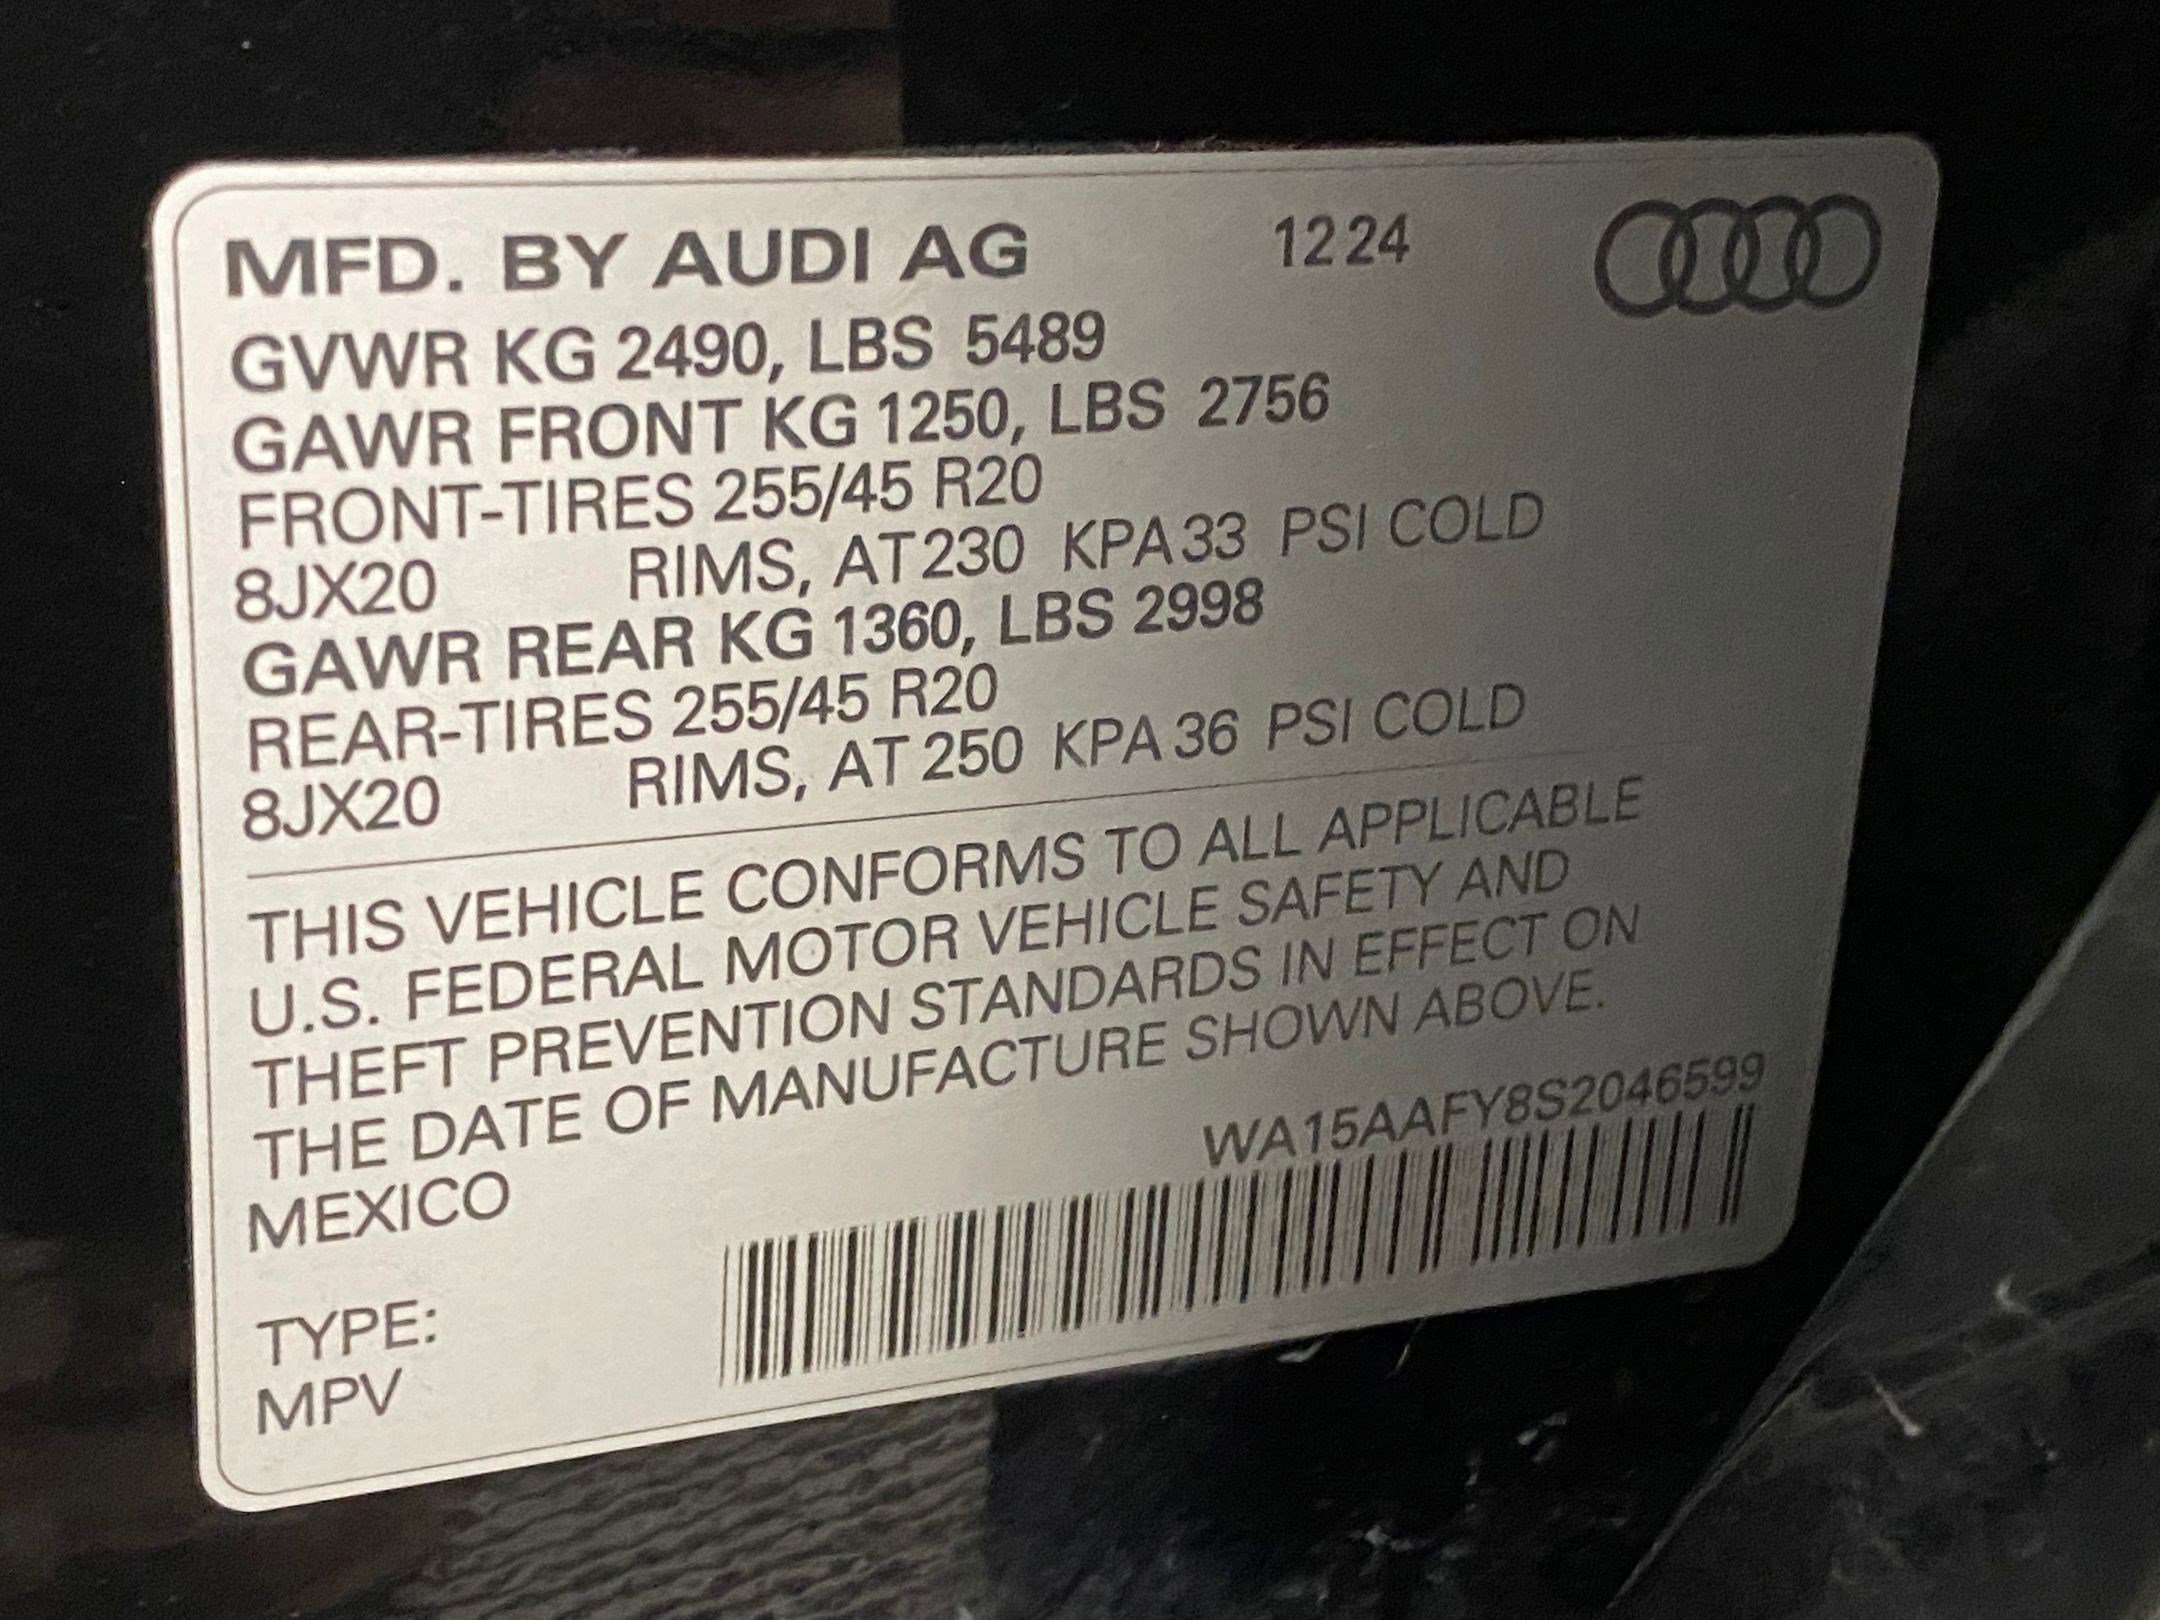 MFD. BY AUDI AG 1224
GVWR KG 2490, LBS 5489
GAWR FRONT KG 1250, LBS 2756
FRONT-TIRES 255/45 R20
8JX20 RIMS, AT 230 KPA 33 PSI COLD
GAWR REAR KG 1360, LBS 2998
REAR-TIRES 255/45 R20
8JX20 RIMS, AT 250 KPA 36 PSI COLD
THIS VEHICLE CONFORMS TO ALL APPLICABLE
U.S. FEDERAL MOTOR VEHICLE SAFETY AND
THEFT PREVENTION STANDARDS IN EFFECT ON
THE DATE OF MANUFACTURE SHOWN ABOVE.
MEXICO WA15AAFY8S2046599
TYPE:
MPV